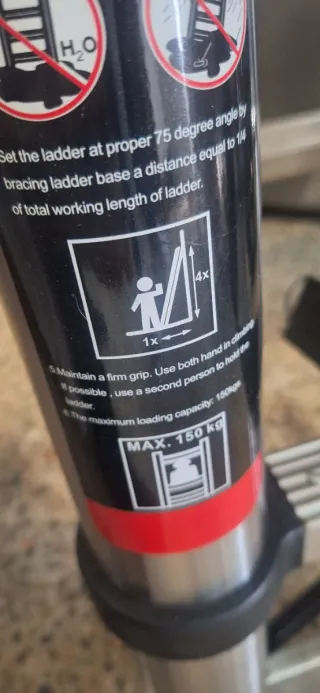 H₂O
Set the ladder at proper 75 degree angle by
bracing ladder base a distance equal to 1/4
of total working length of ladder.
4x
1x
5.Maintain a firm grip. Use both hand in climbing
If possible , use a second person to hold the
ladder.
6.The maximum loading capacity: 150kgs.
MAX. 150 kg